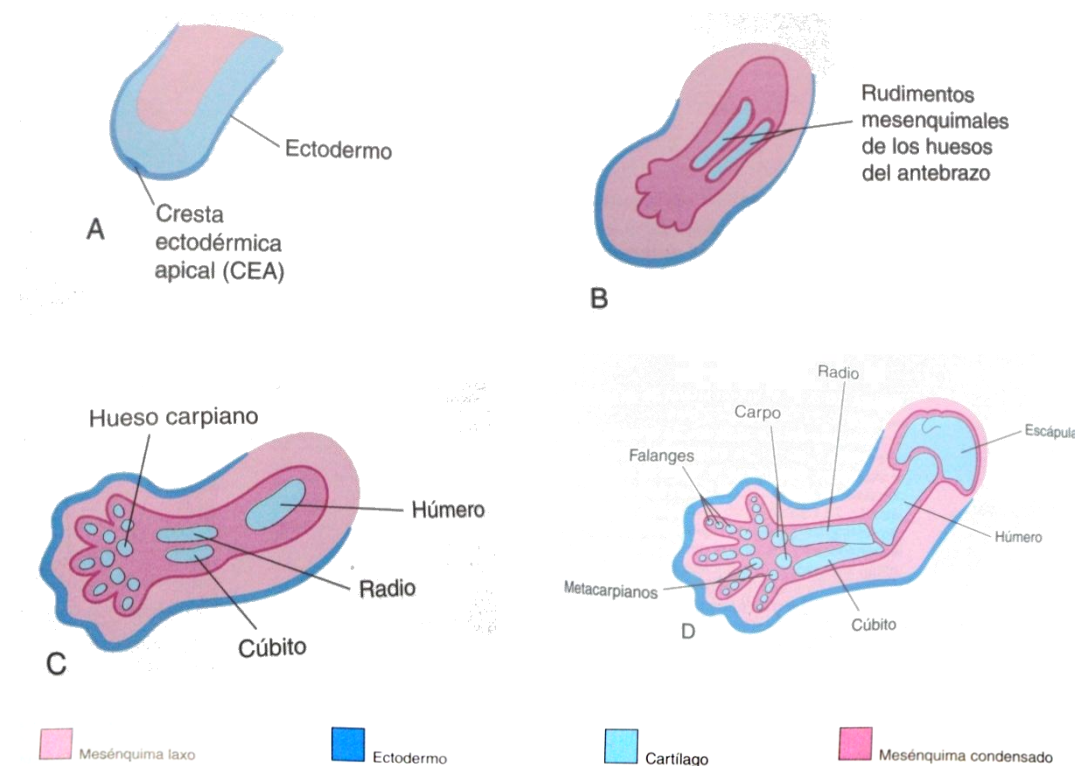 Ectodermo
Cresta
ectodérmica
apical (CEA)
A
Rudimentos
mesenquimales
de los huesos
del antebrazo
B
Hueso carpiano
Húmero
Radio
Cúbito
C
Radio
Carpo
Falanges
Escápula
Húmero
Metacarpianos
Cúbito
D
Mesénquima laxo
Ectodermo
Cartílago
Mesénquima condensado